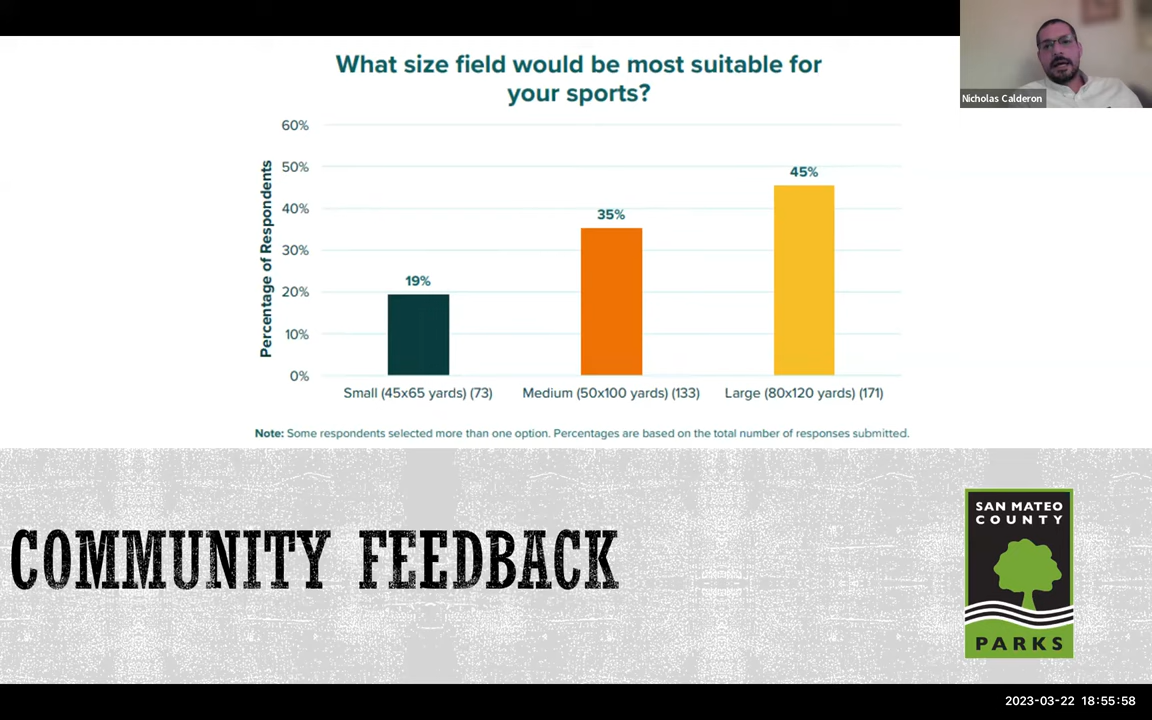 What size field would be most suitable for
your sports?
Nicholas Calderon
Percentage of Respondents
60%
50%
40%
30%
20%
10%
0%
19%
35%
45%
Small (45x65 yards) (73)
Medium (50x100 yards) (133)
Large (80x120 yards) (171)
Note: Some respondents selected more than one option. Percentages are based on the total number of responses submitted.
COMMUNITY FEEDBACK
SAN MATEO
COUNTY
PARKS
2023-03-22 18:55:58